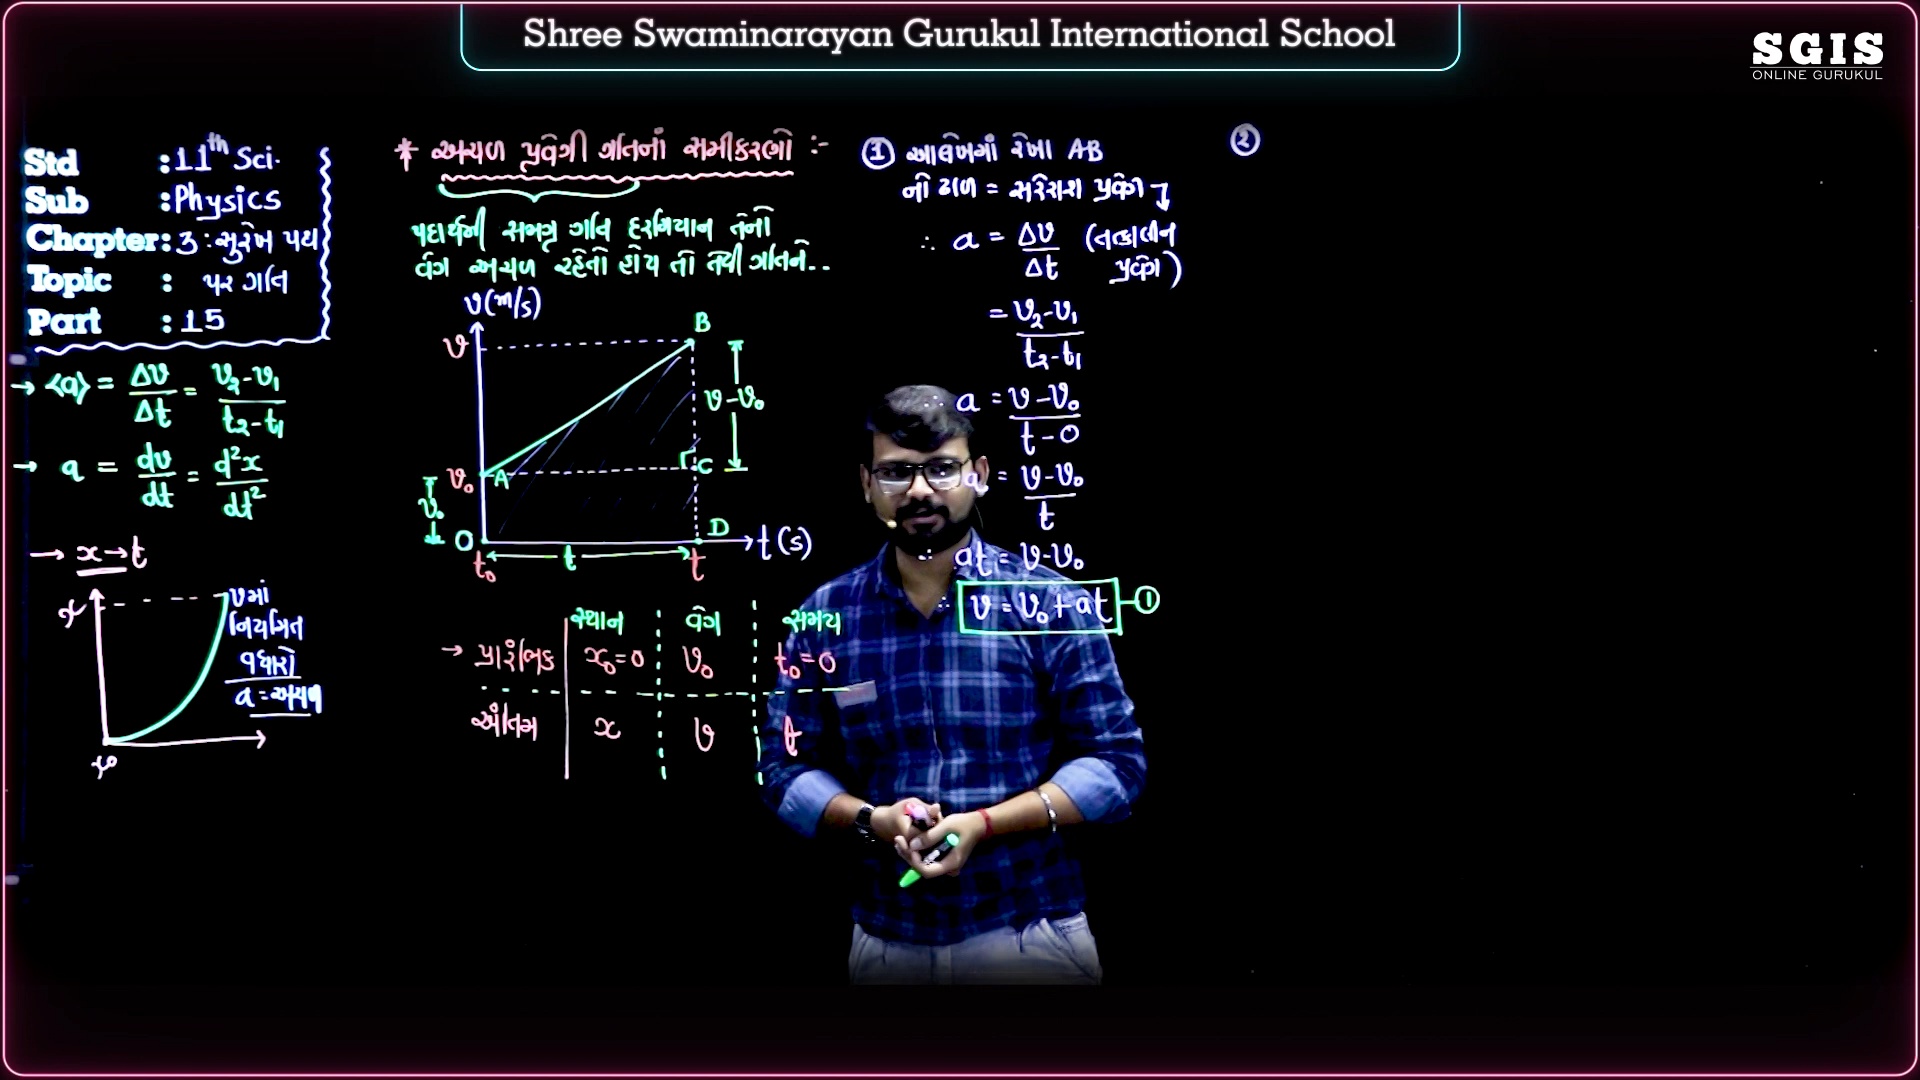 Shree Swaminarayan Gurukul International School
SGIS
ONLINE GURUKUL
Std : 11th Sci.
Sub : Physics
Chapter : 3 : સુરેખ પથ
Topic : પર ગતિ
Part : 15
→ <a> = Δv/Δt = v₂-v₁/t₂-t₁
→ a = dv/dt = d²x/dt²
→ x→t
vમાં
નિયમિત
વધારો
a = અચળ
* અચળ પ્રવેગી ગતિનાં સમીકરણો :-
પદાર્થની સમગ્ર ગતિ દરમિયાન તેનો
વેગ અચળ રહેતો હોય તો તેવી ગતિને..
v(m/s)
v
B
v-v₀
v₀
A
C
v₀
O
D
t(s)
t₀
t
t
સ્થાન વેગ સમય
→ પ્રારંભિક x₀=0 v₀ t₀=0
અંતિમ x v t
① આલેખમાં રેખા AB
નો ઢાળ = સરેરાશ પ્રવેગ
∴ a = Δv/Δt (તત્કાલીન
પ્રવેગ)
= v₂-v₁/t₂-t₁
∴ a = v-v₀/t-0
a = v-v₀/t
∴ at = v-v₀
∴ v = v₀+at -①
②